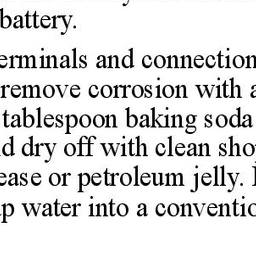 battery.
erminals and connection
remove corrosion with a
tablespoon baking soda
d dry off with clean sho
ease or petroleum jelly.
p water into a conventio